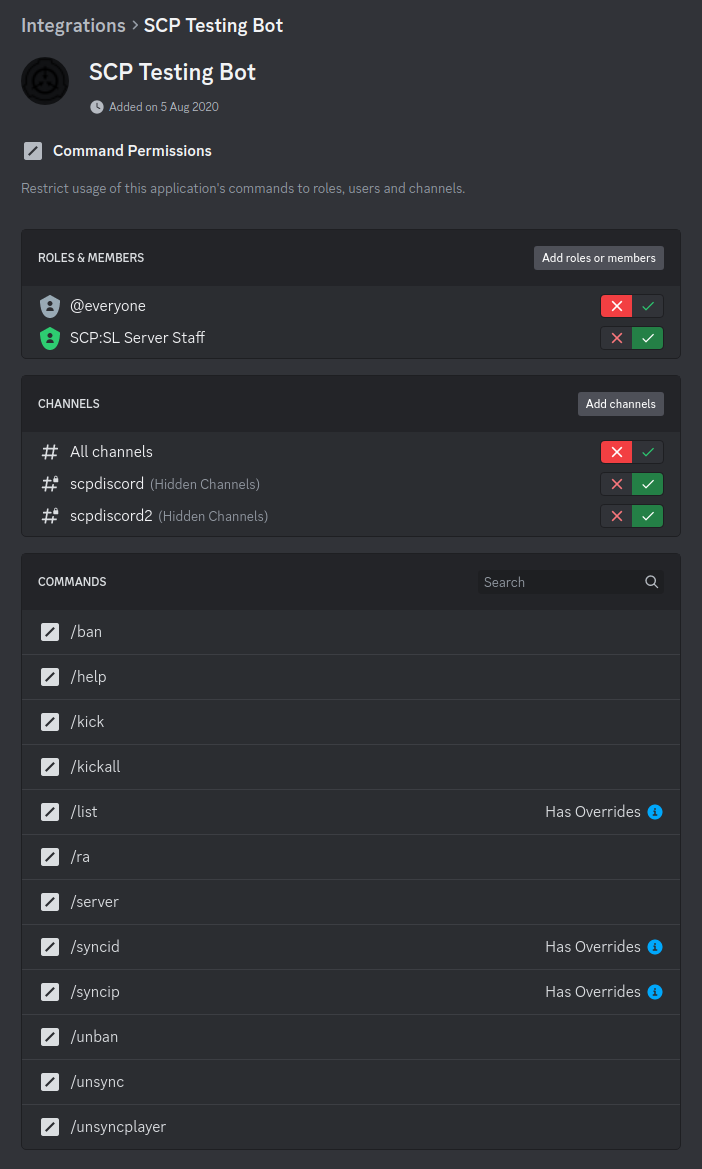 Integrations › SCP Testing Bot
SCP Testing Bot
Added on 5 Aug 2020
Command Permissions
Restrict usage of this application's commands to roles, users and channels.
ROLES & MEMBERS Add roles or members
@everyone
SCP:SL Server Staff
CHANNELS Add channels
All channels
scpdiscord (Hidden Channels)
scpdiscord2 (Hidden Channels)
COMMANDS Search
/ban
/help
/kick
/kickall
/list Has Overrides
/ra
/server
/syncid Has Overrides
/syncip Has Overrides
/unban
/unsync
/unsyncplayer